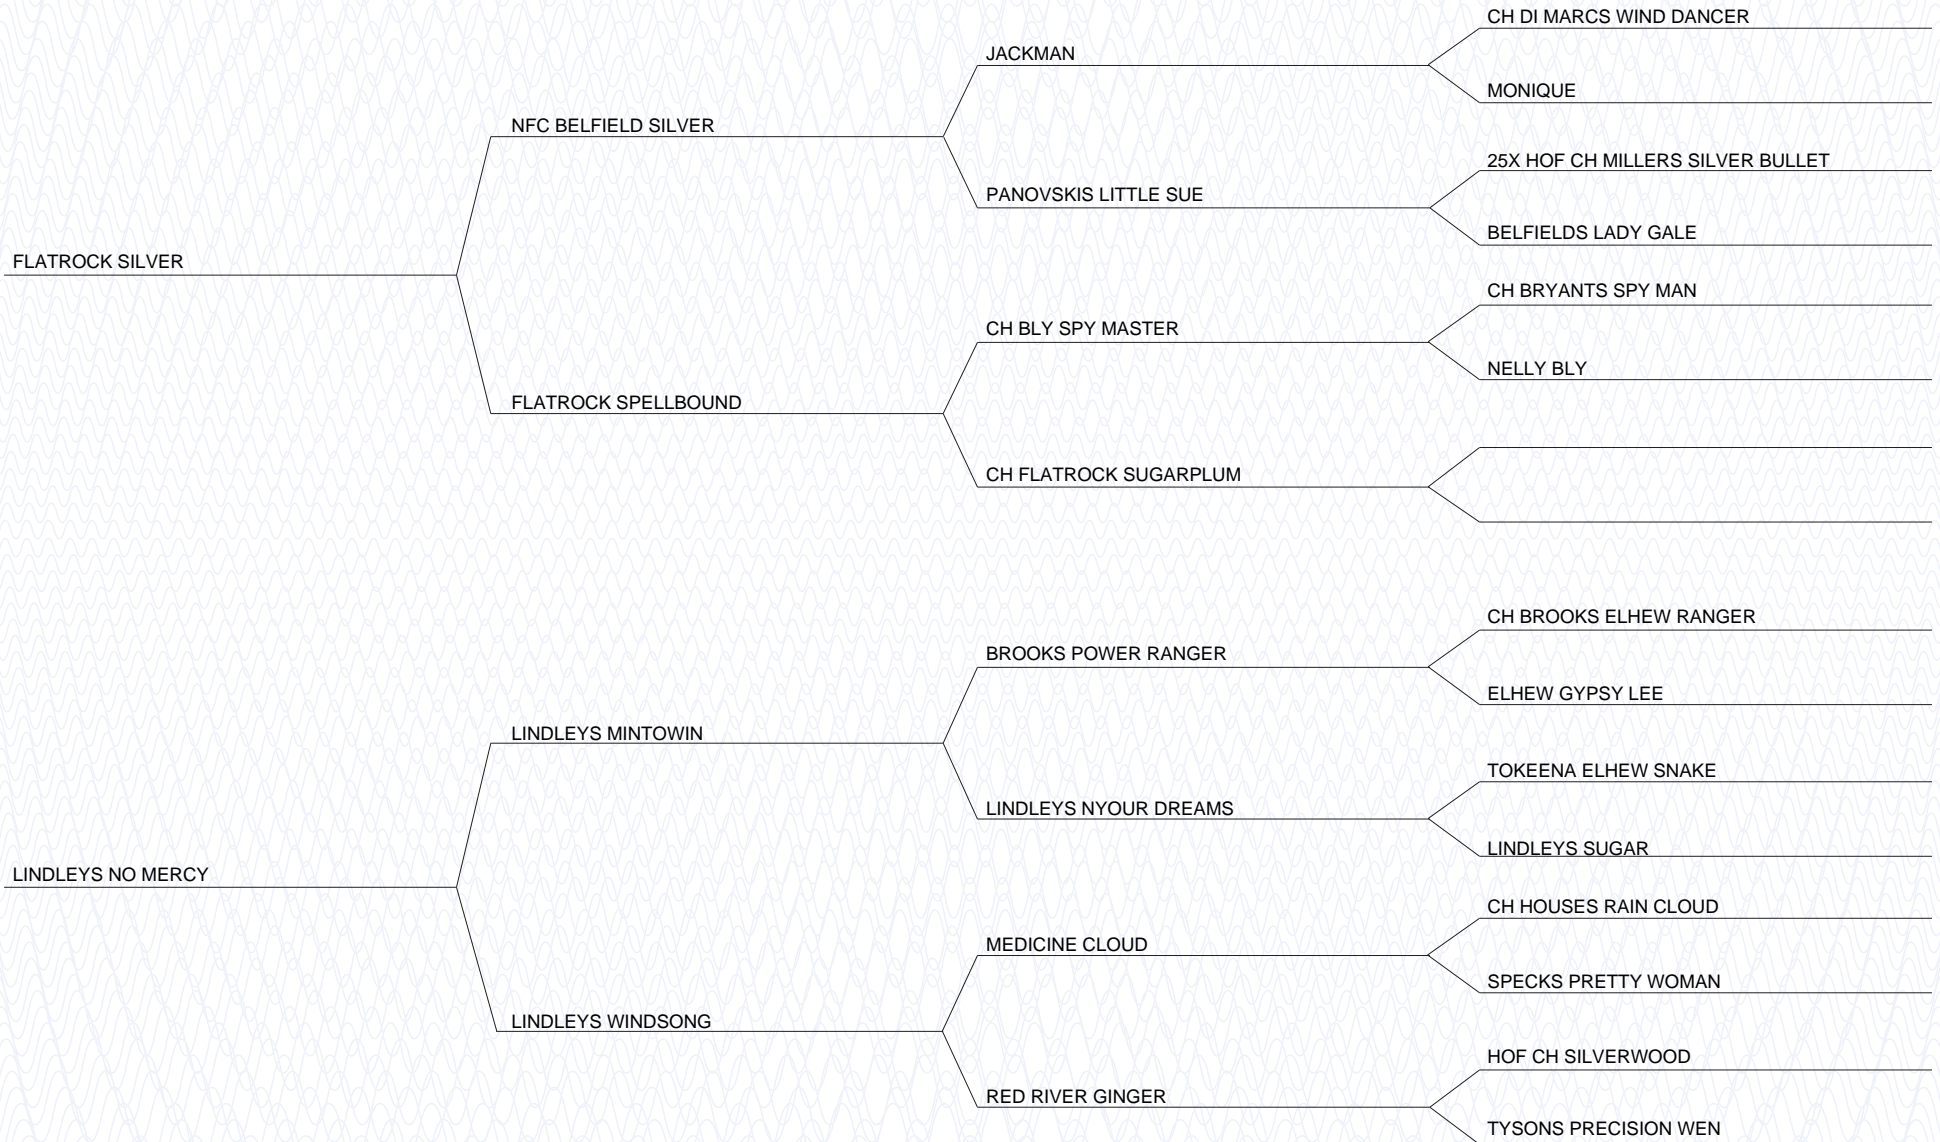 CH DI MARCS WIND DANCER
JACKMAN
MONIQUE
NFC BELFIELD SILVER
25X HOF CH MILLERS SILVER BULLET
PANOVSKIS LITTLE SUE
BELFIELDS LADY GALE
FLATROCK SILVER
CH BRYANTS SPY MAN
CH BLY SPY MASTER
NELLY BLY
FLATROCK SPELLBOUND
CH FLATROCK SUGARPLUM
CH BROOKS ELHEW RANGER
BROOKS POWER RANGER
ELHEW GYPSY LEE
LINDLEYS MINTOWIN
TOKEENA ELHEW SNAKE
LINDLEYS NYOUR DREAMS
LINDLEYS SUGAR
LINDLEYS NO MERCY
CH HOUSES RAIN CLOUD
MEDICINE CLOUD
SPECKS PRETTY WOMAN
LINDLEYS WINDSONG
HOF CH SILVERWOOD
RED RIVER GINGER
TYSONS PRECISION WEN